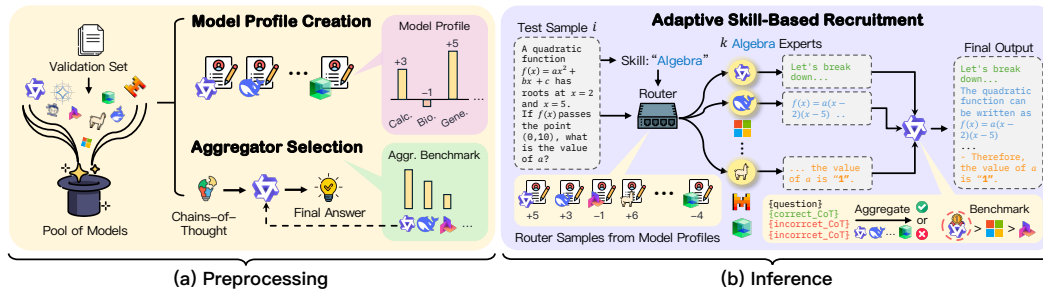 Model Profile Creation
Validation Set
Pool of Models
Model Profile
+3
−1
+5
Calc.
Bio.
Gene.
...
Aggregator Selection
Chains-of-
Thought
Final Answer
Aggr. Benchmark
...
(a) Preprocessing
Adaptive Skill-Based Recruitment
Test Sample i
A quadratic
function
f(x) = ax² +
bx + c has
roots at x = 2
and x = 5.
If f(x) passes
the point
(0,10), what
is the value
of a?
Skill: “Algebra”
Router
k Algebra Experts
Let's break
down...
f(x) = a(x −
2)(x − 5) ..
... the value
of a is “1”.
Final Output
Let's break
down...
The quadratic
function can
be written as
f(x) = a(x −
2)(x − 5)
...
- Therefore,
the value of a
is “1”.
+5
+3
−1
+6
−4
Router Samples from Model Profiles
{question}
{correct_CoT}
{incorrcet_CoT}
{incorrcet_CoT}
Aggregate
or
...
Benchmark
> >
(b) Inference